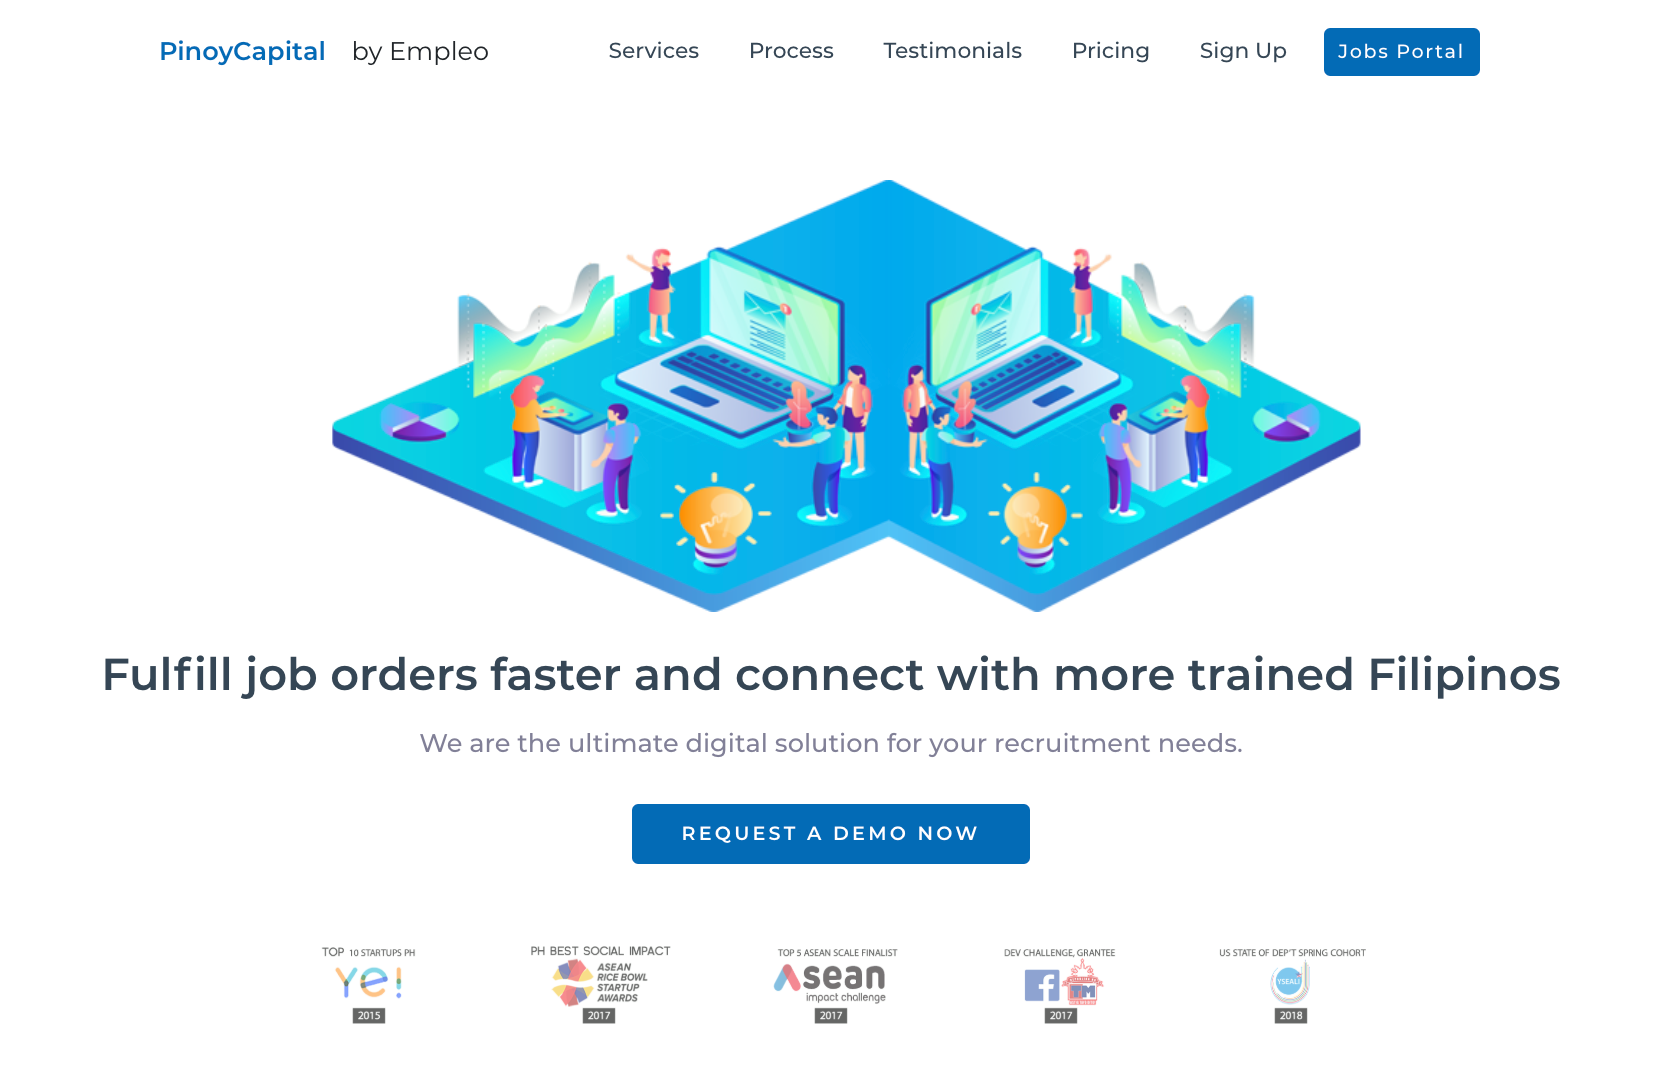 PinoyCapital by Empleo Services Process Testimonials Pricing Sign Up Jobs Portal
Fulfill job orders faster and connect with more trained Filipinos
We are the ultimate digital solution for your recruitment needs.
REQUEST A DEMO NOW
TOP 10 STARTUPS PH
Ye!
2015
PH BEST SOCIAL IMPACT
ASEAN
RICE BOWL
STARTUP
AWARDS
2017
TOP 5 ASEAN SCALE FINALIST
Asean
impact challenge
2017
DEV CHALLENGE, GRANTEE
f
TM
2017
US STATE OF DEP'T SPRING COHORT
YSEALI
2018